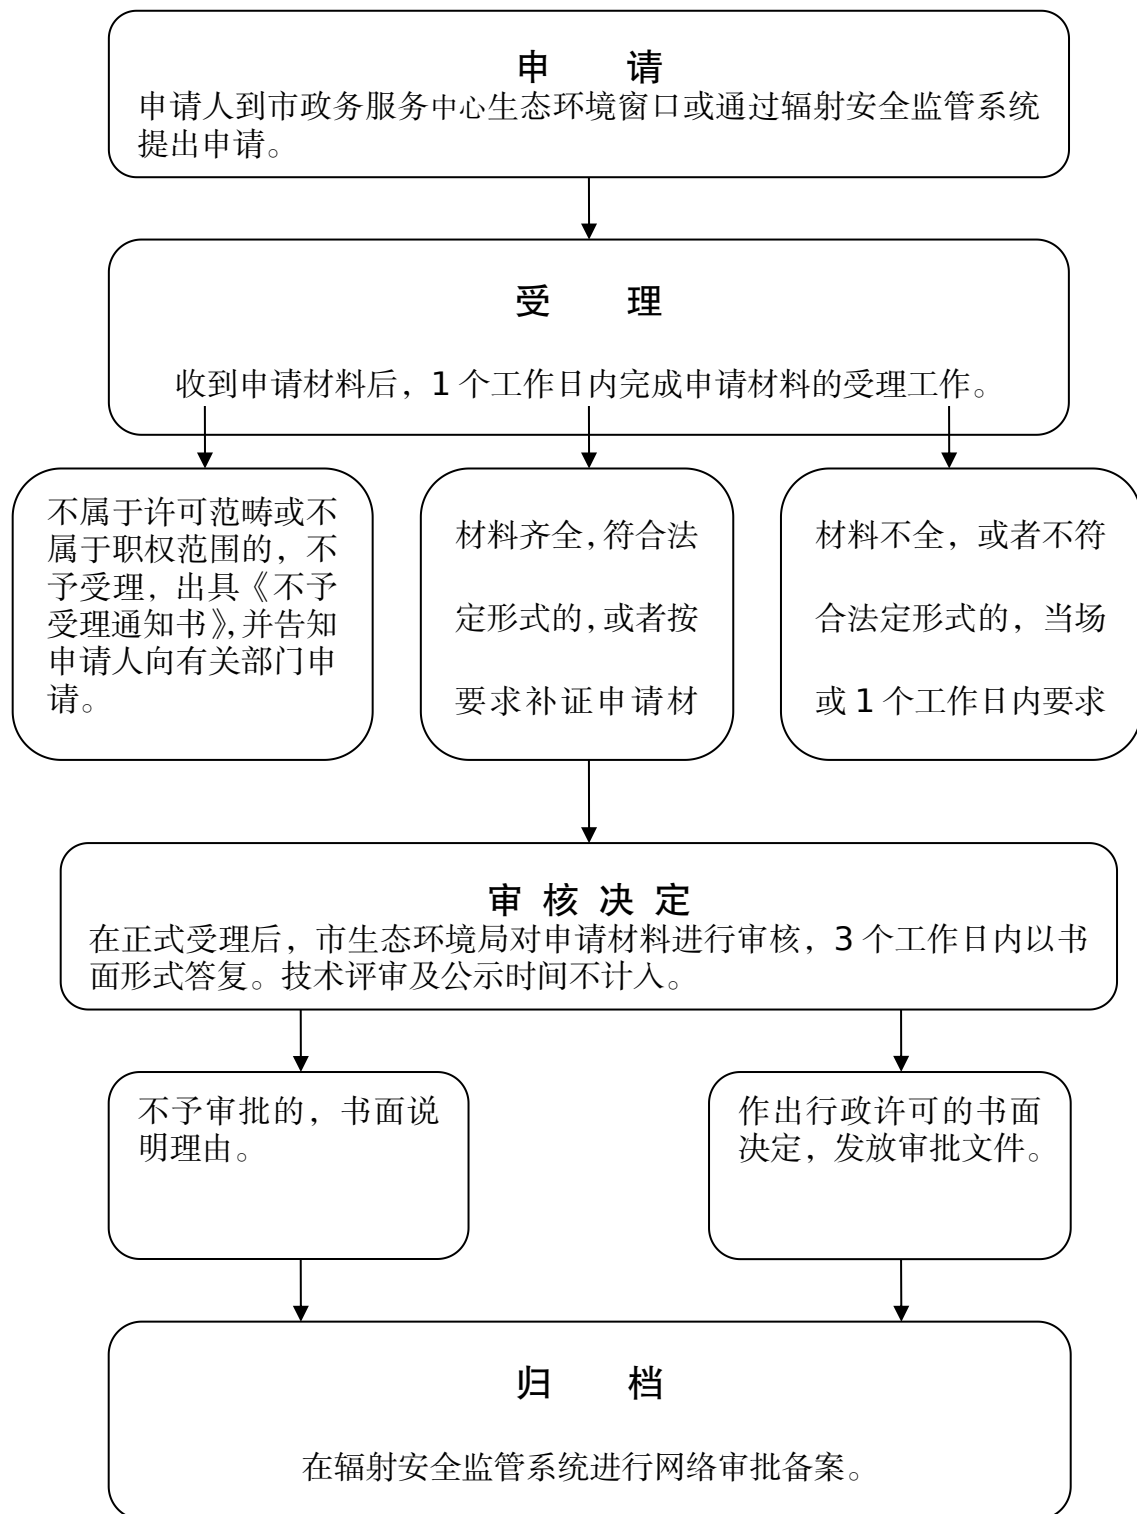 申 请
申请人到市政务服务中心生态环境窗口或通过辐射安全监管系统
提出申请。
受 理
收到申请材料后，1 个工作日内完成申请材料的受理工作。
不属于许可范畴或不
属于职权范围的，不
予受理，出具《不予
受理通知书》，并告知
申请人向有关部门申
请。
材料齐全，符合法
定形式的，或者按
要求补证申请材
材料不全，或者不符
合法定形式的，当场
或 1 个工作日内要求
审 核 决 定
在正式受理后，市生态环境局对申请材料进行审核，3 个工作日内以书
面形式答复。技术评审及公示时间不计入。
不予审批的，书面说
明理由。
作出行政许可的书面
决定，发放审批文件。
归 档
在辐射安全监管系统进行网络审批备案。